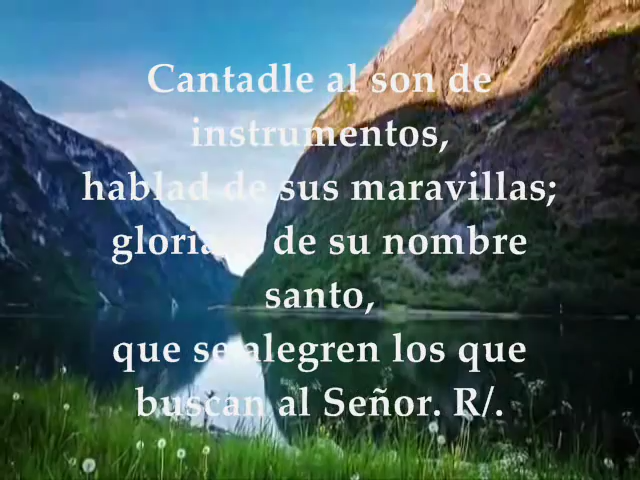 Cantadle al son de
instrumentos,
hablad de sus maravillas;
gloriaos de su nombre
santo,
que se alegren los que
buscan al Señor. R/.